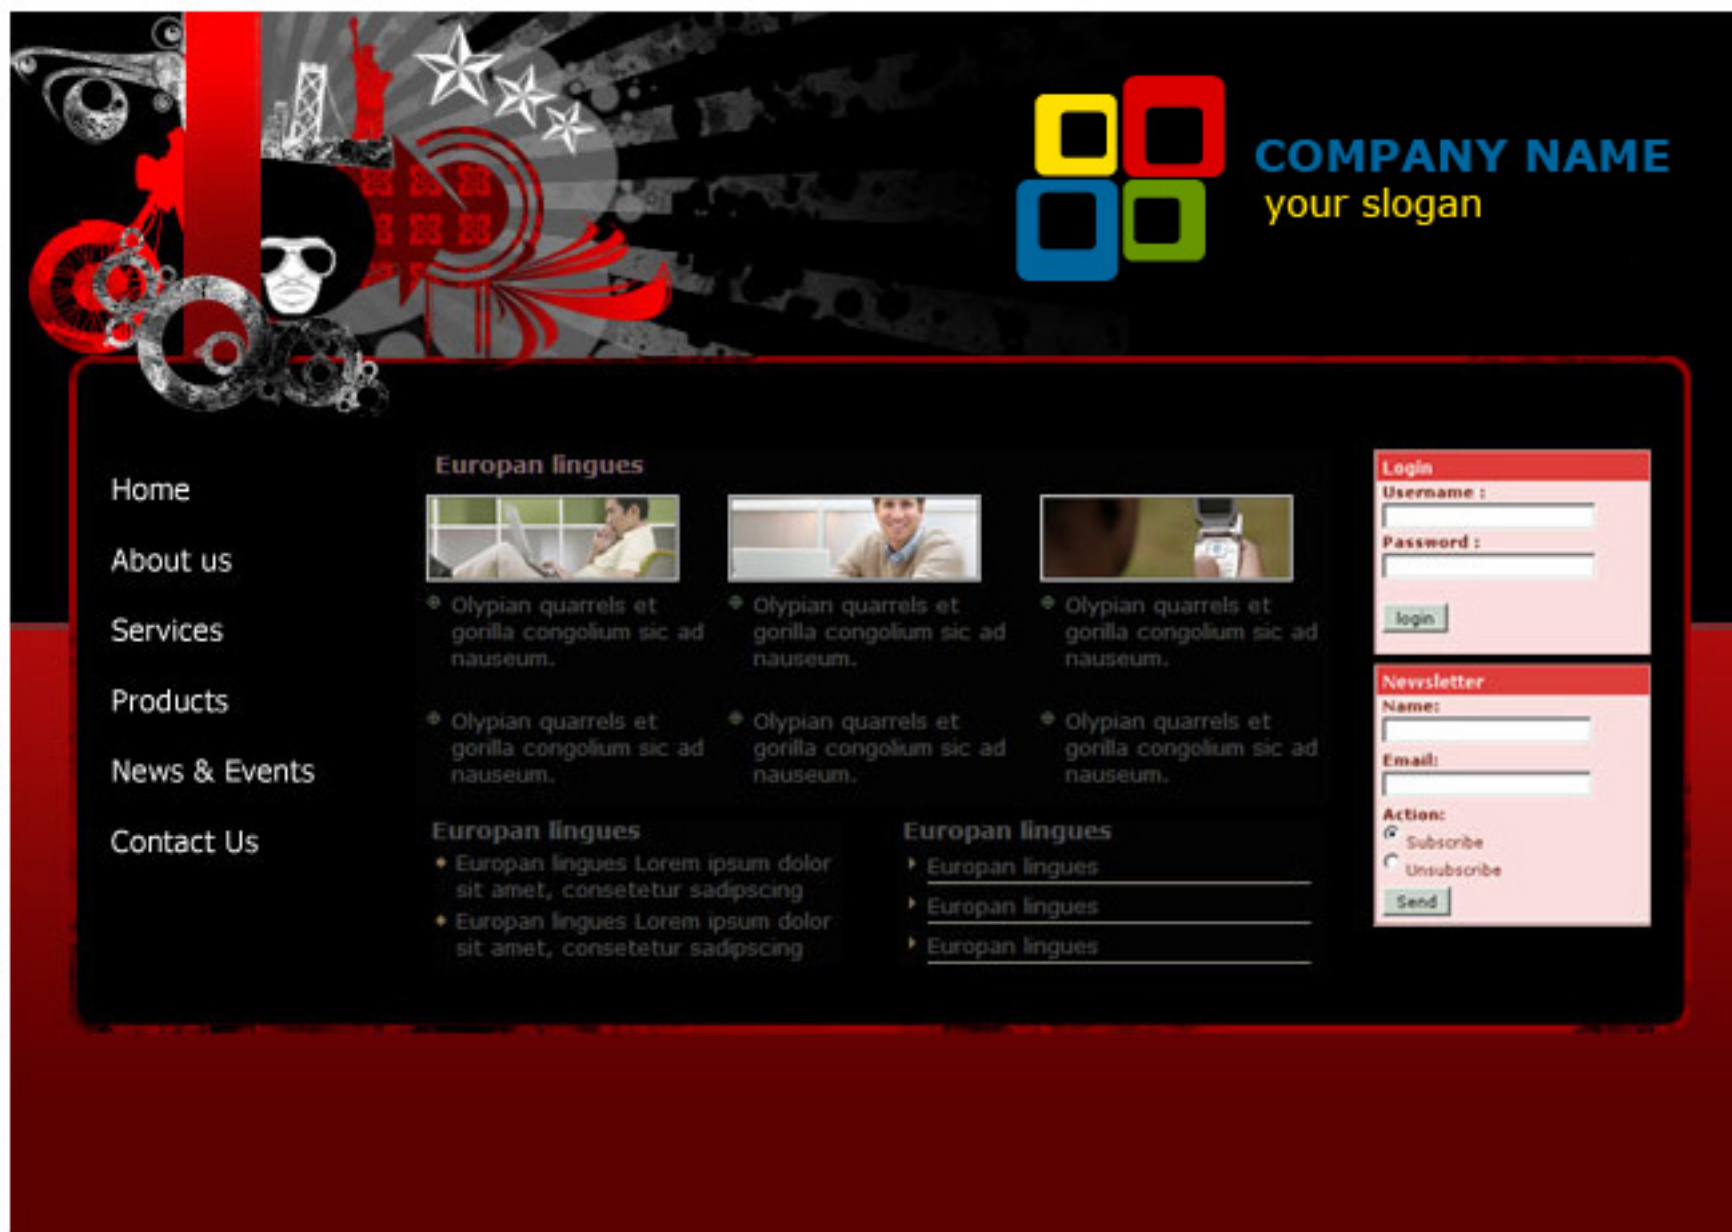 COMPANY NAME
your slogan
Home
About us
Services
Products
News & Events
Contact Us
Europan lingues
Olypian quarrels et
gorilla congolium sic ad
nauseum.
Olypian quarrels et
gorilla congolium sic ad
nauseum.
Olypian quarrels et
gorilla congolium sic ad
nauseum.
Olypian quarrels et
gorilla congolium sic ad
nauseum.
Olypian quarrels et
gorilla congolium sic ad
nauseum.
Olypian quarrels et
gorilla congolium sic ad
nauseum.
Europan lingues
Europan lingues Lorem ipsum dolor
sit amet, consetetur sadipscing
Europan lingues Lorem ipsum dolor
sit amet, consetetur sadipscing
Europan lingues
Europan lingues
Europan lingues
Europan lingues
Login
Username :
Password :
login
Newsletter
Name:
Email:
Action:
Subscribe
Unsubscribe
Send